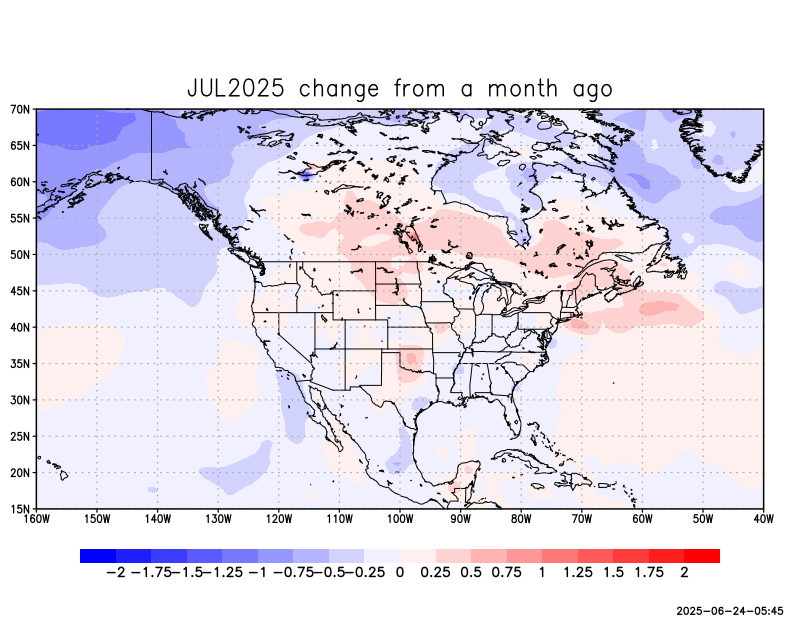 JUL2025 change from a month ago
70N
65N
60N
55N
50N
45N
40N
35N
30N
25N
20N
15N
160W 150W 140W 130W 120W 110W 100W 90W 80W 70W 60W 50W 40W
−2 −1.75 −1.5 −1.25 −1 −0.75 −0.5 −0.25 0 0.25 0.5 0.75 1 1.25 1.5 1.75 2
2025−06−24−05:45